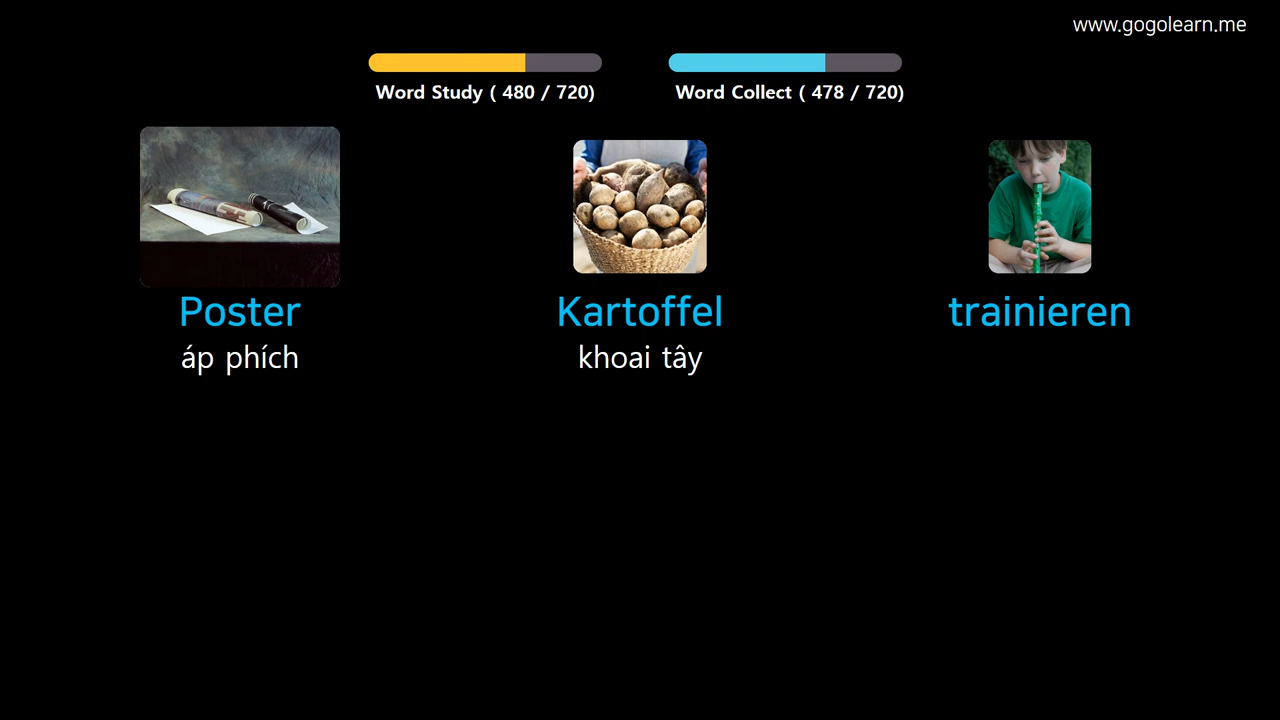 www.gogolearn.me
Word Study ( 480 / 720)
Word Collect ( 478 / 720)
Poster
Kartoffel
trainieren
áp phích
khoai tây